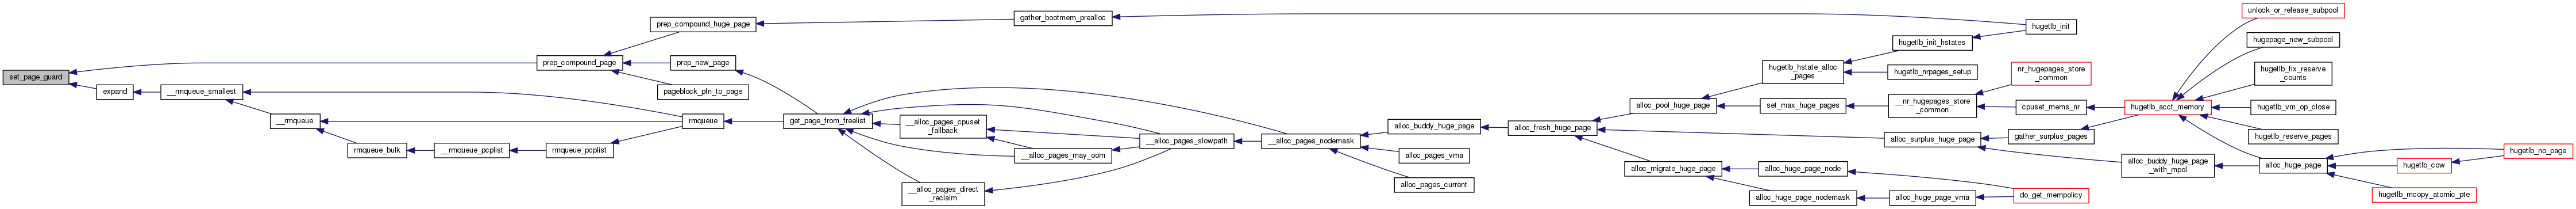 set_page_guard
expand
__rmqueue_smallest
__rmqueue
rmqueue_bulk
__rmqueue_pcplist
rmqueue_pcplist
prep_compound_page
prep_compound_huge_page
prep_new_page
pageblock_pfn_to_page
rmqueue
get_page_from_freelist
gather_bootmem_prealloc
__alloc_pages_cpuset
_fallback
__alloc_pages_may_oom
__alloc_pages_direct
_reclaim
__alloc_pages_slowpath
__alloc_pages_nodemask
alloc_buddy_huge_page
alloc_pages_vma
alloc_pages_current
alloc_fresh_huge_page
alloc_pool_huge_page
alloc_migrate_huge_page
hugetlb_hstate_alloc
_pages
set_max_huge_pages
alloc_huge_page_node
alloc_huge_page_nodemask
hugetlb_init_hstates
hugetlb_nrpages_setup
__nr_hugepages_store
_common
alloc_surplus_huge_page
alloc_huge_page_vma
hugetlb_init
nr_hugepages_store
_common
cpuset_mems_nr
gather_surplus_pages
do_get_mempolicy
hugetlb_acct_memory
alloc_buddy_huge_page
_with_mpol
unlock_or_release_subpool
hugepage_new_subpool
hugetlb_fix_reserve
_counts
hugetlb_vm_op_close
hugetlb_reserve_pages
alloc_huge_page
hugetlb_cow
hugetlb_mcopy_atomic_pte
hugetlb_no_page